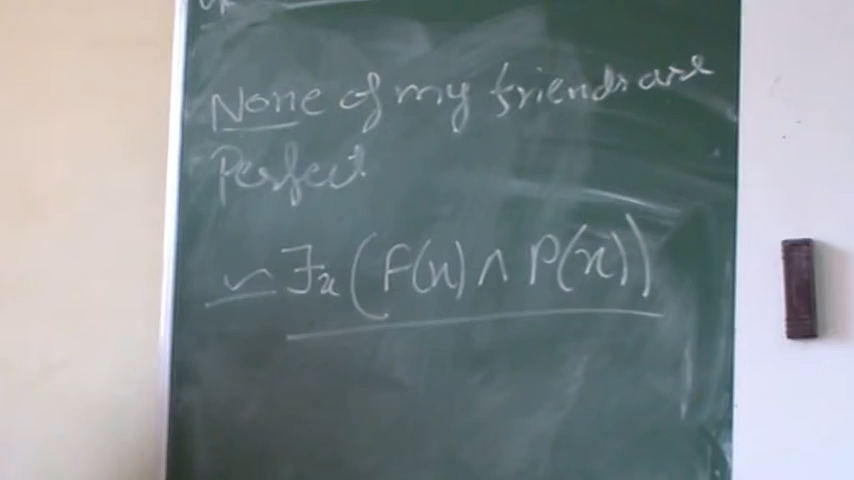 None of my friends are
Perfect.
~∃x (F(x) ∧ P(x))